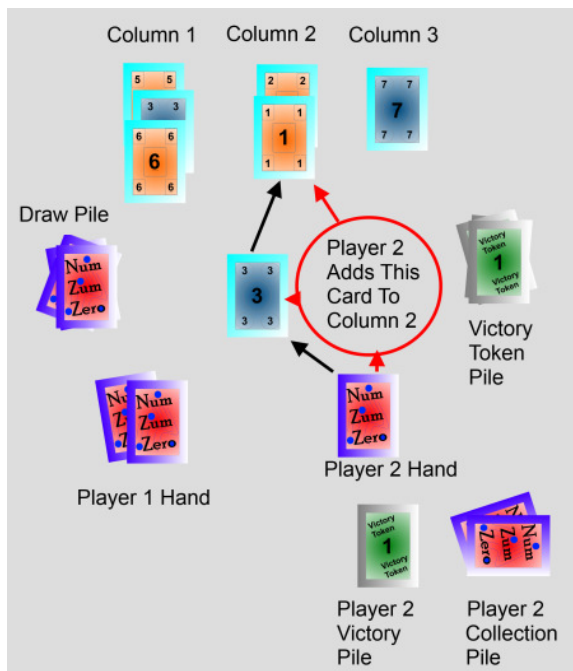 Column 1
Column 2
Column 3
5 5
3 3
6 6
6
6 6
2 2
1 1
1
1 1
7 7
7
7 7
Draw Pile
Num
Zum
Zero
3 3
3
3 3
Player 2
Adds This
Card To
Column 2
Victory
Token
1
Victory
Token
Victory
Token
Pile
Num
Zum
Zero
Num
Zum
Zero
Player 1 Hand
Num
Zum
Zero
Player 2 Hand
Victory
Token
1
Victory
Token
Player 2
Victory
Pile
Num
Zum
Zero
Player 2
Collection
Pile